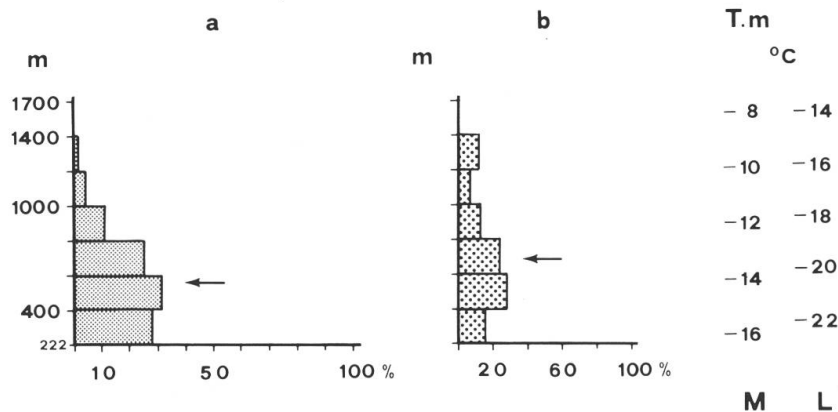 a b T.m
m m °C
1700
1400
1000
400
222
10 50 100 %
20 60 100 %
– 8 – 14
– 10 – 16
– 12 – 18
– 14 – 20
– 16 – 22
M L